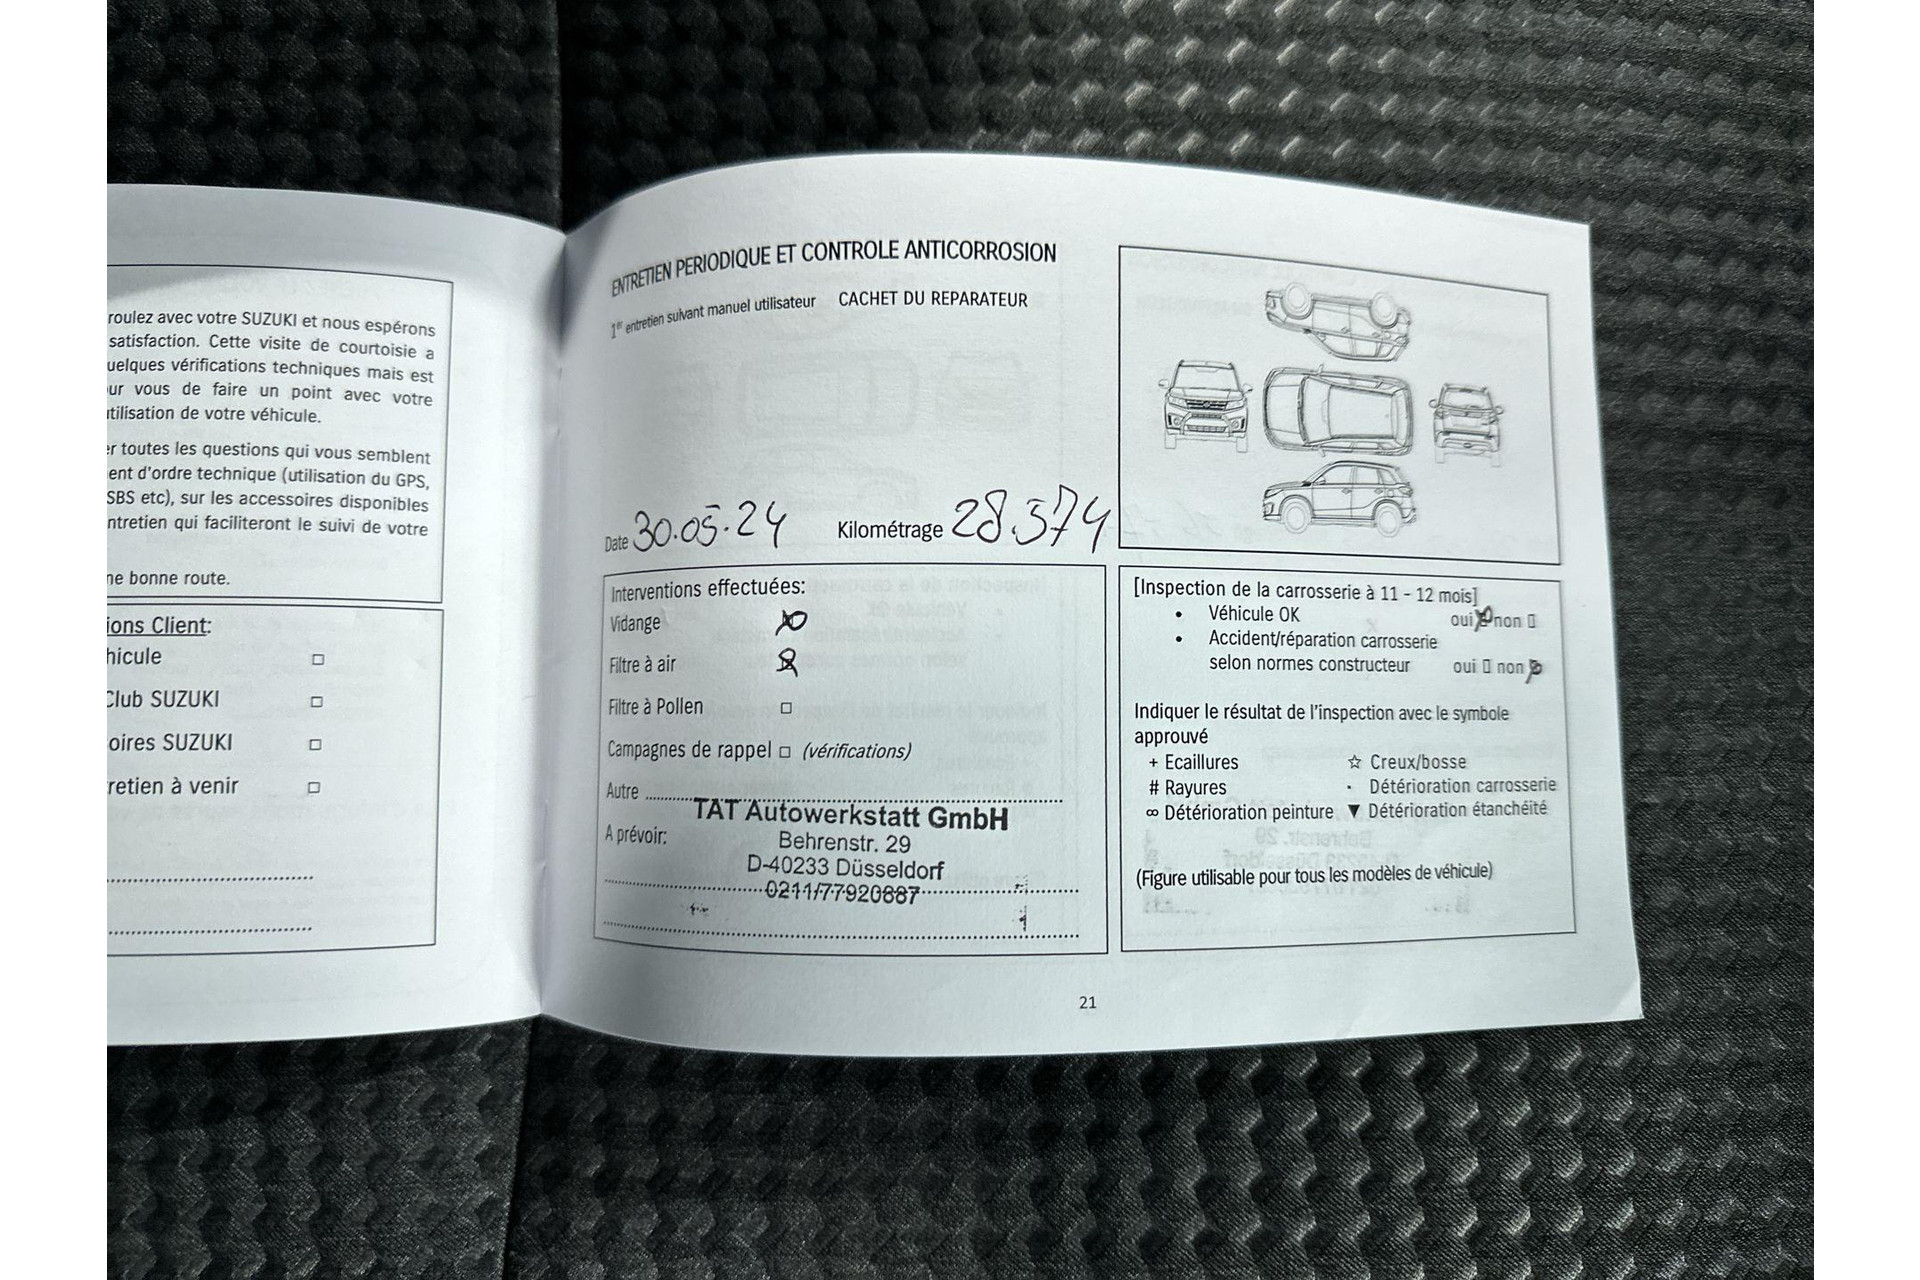 roulez avec votre SUZUKI et nous espérons
satisfaction. Cette visite de courtoisie a
uelques vérifications techniques mais est
ur vous de faire un point avec votre
tilisation de votre véhicule.
er toutes les questions qui vous semblent
ent d'ordre technique (utilisation du GPS,
SBS etc), sur les accessoires disponibles
ntretien qui faciliteront le suivi de votre
ne bonne route.
ions Client:
hicule □
Club SUZUKI □
oires SUZUKI □
retien à venir □
ENTRETIEN PERIODIQUE ET CONTROLE ANTICORROSION
1er entretien suivant manuel utilisateur CACHET DU REPARATEUR
Date 30.05.24 Kilométrage 28.574
Interventions effectuées:
Vidange
Filtre à air
Filtre à Pollen □
Campagnes de rappel □ (vérifications)
Autre
TAT Autowerkstatt GmbH
A prévoir:
Behrenstr. 29
D-40233 Düsseldorf
0211/77920887
[Inspection de la carrosserie à 11 - 12 mois]
• Véhicule OK oui non
• Accident/réparation carrosserie
selon normes constructeur oui non
Indiquer le résultat de l'inspection avec le symbole
approuvé
+ Ecaillures ☆ Creux/bosse
# Rayures · Détérioration carrosserie
∞ Détérioration peinture ▼ Détérioration étanchéité
(Figure utilisable pour tous les modèles de véhicule)
21